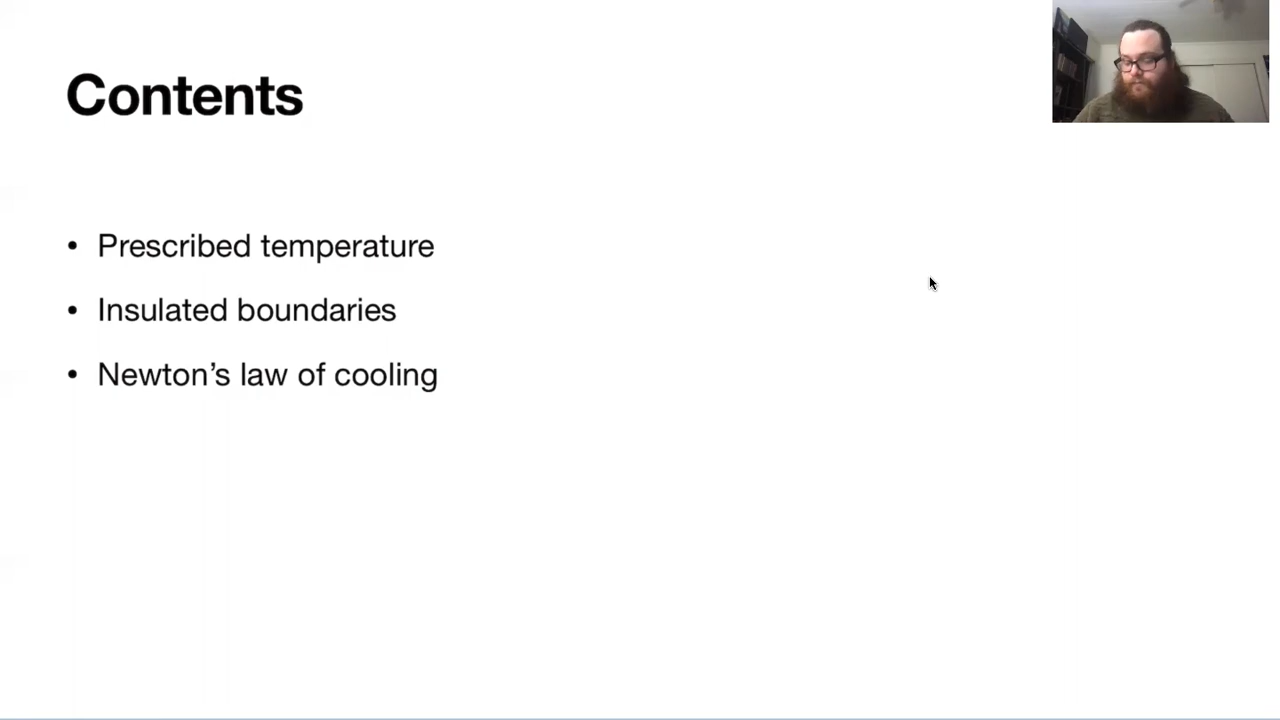 Contents
• Prescribed temperature
• Insulated boundaries
• Newton’s law of cooling